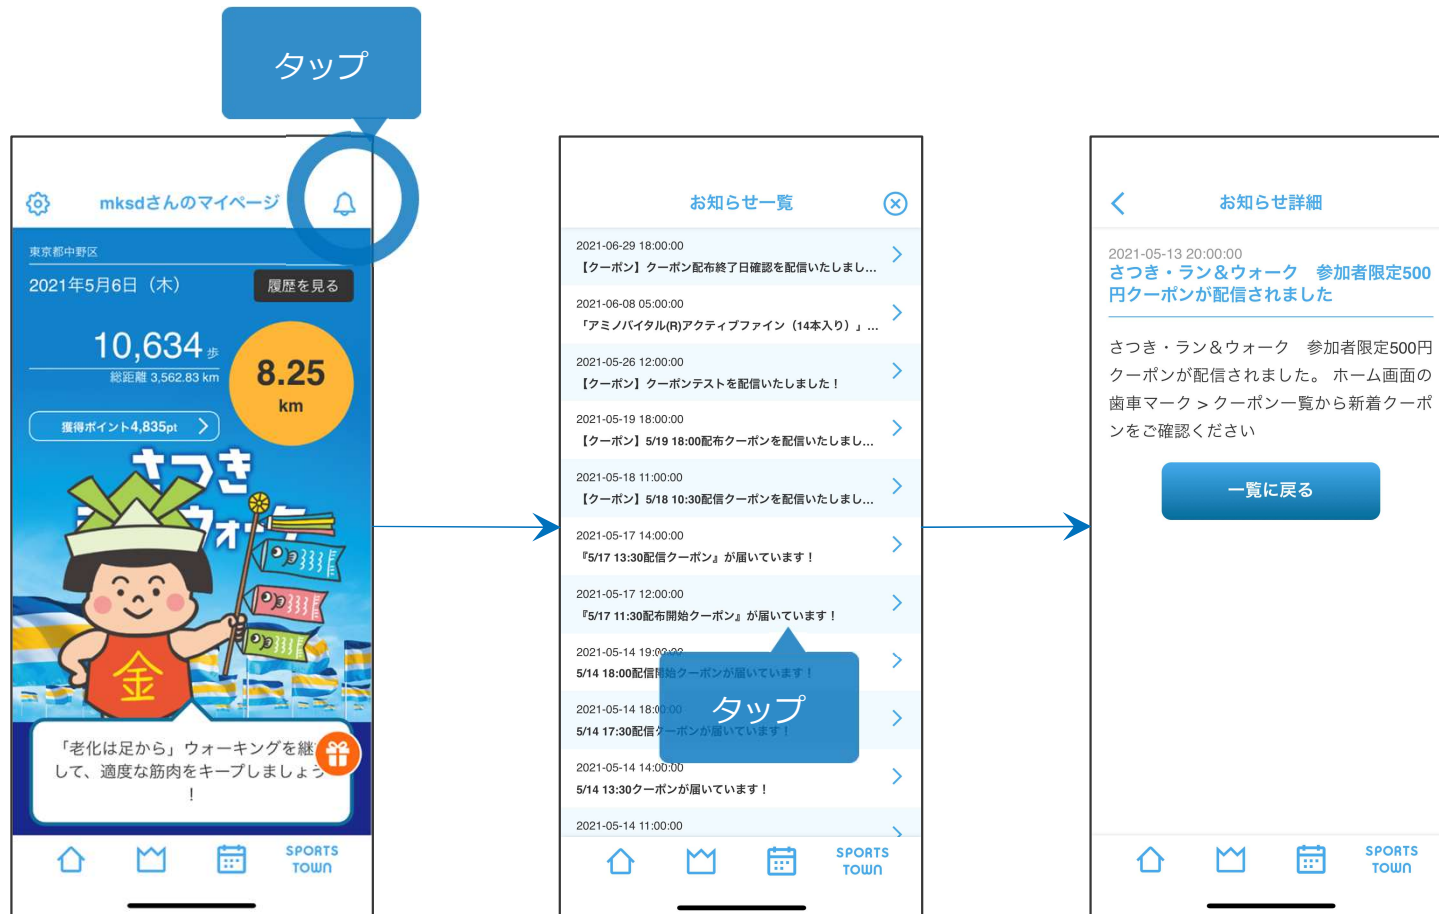 タップ
mksdさんのマイページ
東京都中野区
2021年5月6日（木）
履歴を見る
10,634 歩
総距離 3,562.83 km
8.25
km
獲得ポイント4,835pt
さつき
ウォーク
金
「老化は足から」ウォーキングを継
して、適度な筋肉をキープしましょう
！
SPORTS
TOWN
お知らせ一覧
2021-06-29 18:00:00
【クーポン】クーポン配布終了日確認を配信いたしまし…
2021-06-08 05:00:00
「アミノバイタル(R)アクティブファイン（14本入り）」…
2021-05-26 12:00:00
【クーポン】クーポンテストを配信いたしました！
2021-05-19 18:00:00
【クーポン】5/19 18:00配布クーポンを配信いたしまし…
2021-05-18 11:00:00
【クーポン】5/18 10:30配信クーポンを配信いたしまし…
2021-05-17 14:00:00
『5/17 13:30配信クーポン』が届いています！
2021-05-17 12:00:00
『5/17 11:30配布開始クーポン』が届いています！
2021-05-14 19:00:00
5/14 18:00配信開始クーポンが届いています！
2021-05-14 18:00:00
5/14 17:30配信クーポンが届いています！
タップ
2021-05-14 14:00:00
5/14 13:30クーポンが届いています！
2021-05-14 11:00:00
SPORTS
TOWN
お知らせ詳細
2021-05-13 20:00:00
さつき・ラン＆ウォーク　参加者限定500
円クーポンが配信されました
さつき・ラン＆ウォーク　参加者限定500円
クーポンが配信されました。 ホーム画面の
歯車マーク > クーポン一覧から新着クーポ
ンをご確認ください
一覧に戻る
SPORTS
TOWN